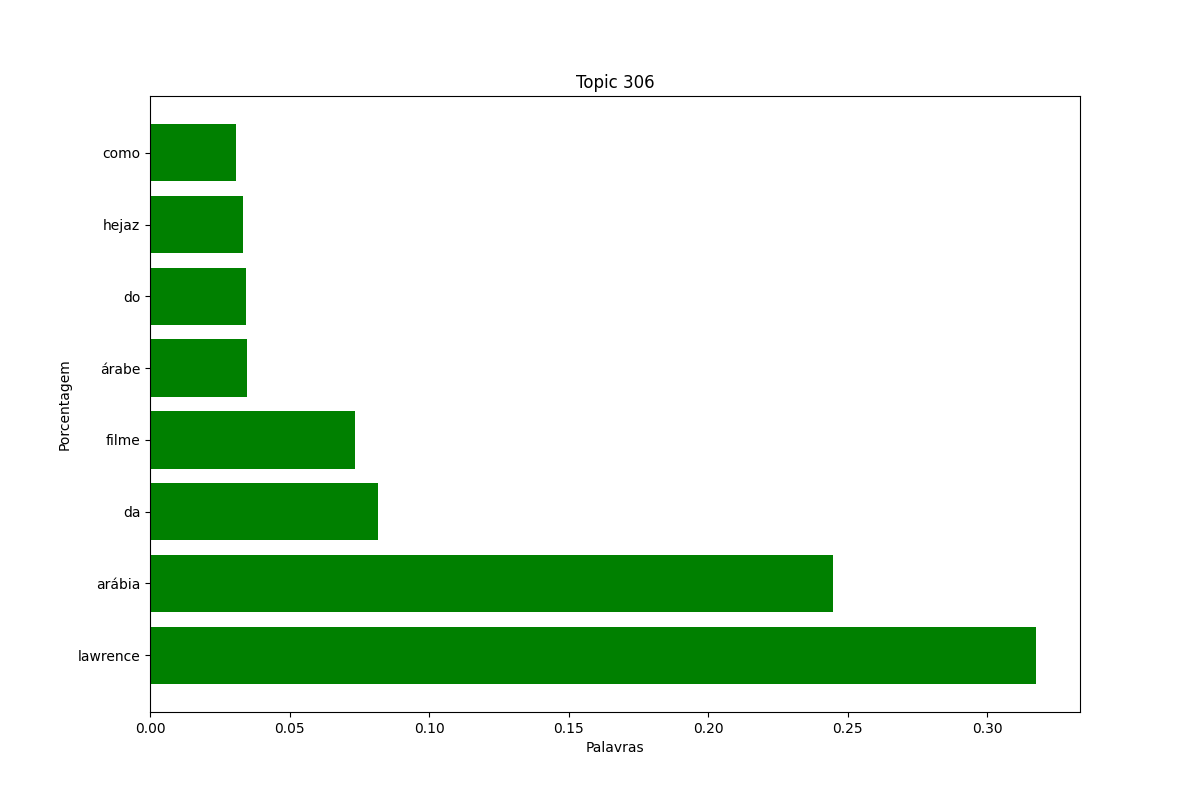 Topic 306
como
hejaz
do
árabe
filme
da
arábia
lawrence
Porcentagem
0.00 0.05 0.10 0.15 0.20 0.25 0.30
Palavras